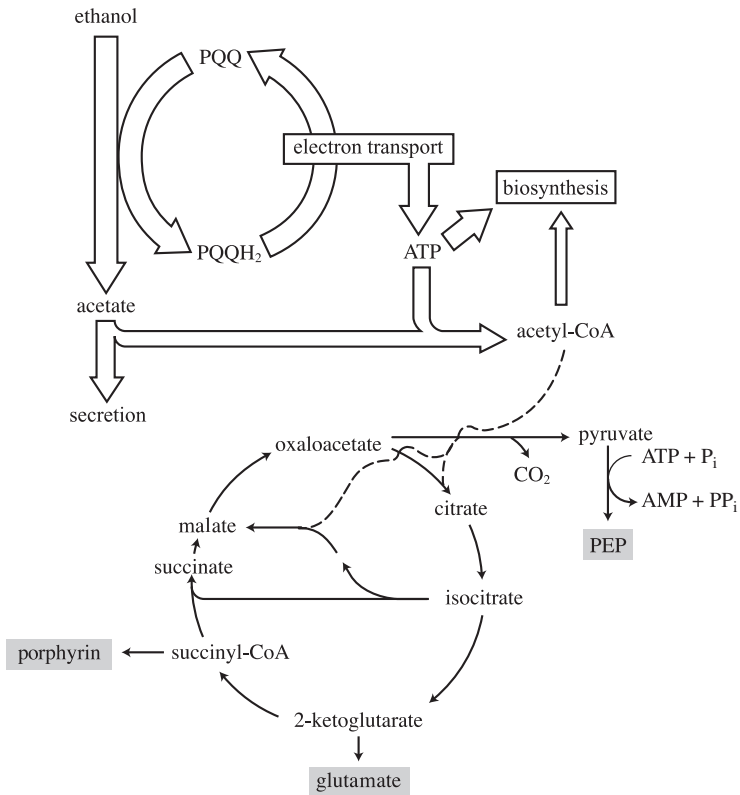 ethanol
PQQ
electron transport
biosynthesis
PQQH₂
ATP
acetate
acetyl-CoA
secretion
oxaloacetate
pyruvate
ATP + Pᵢ
CO₂
citrate
AMP + PPᵢ
malate
PEP
succinate
isocitrate
porphyrin
succinyl-CoA
2-ketoglutarate
glutamate